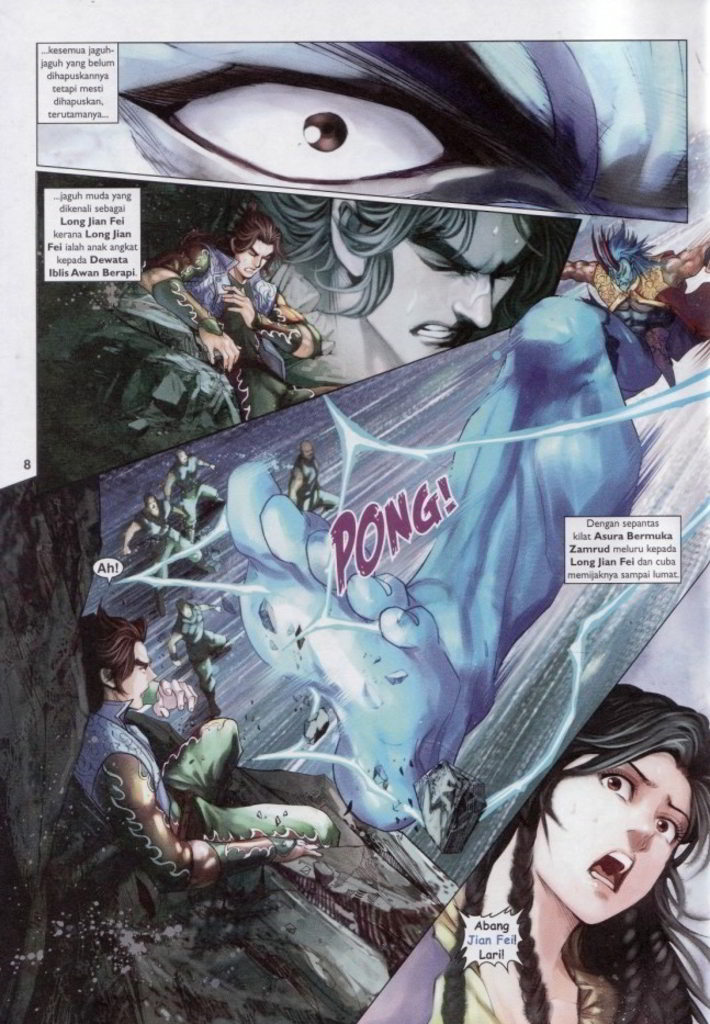 ...kesemua jaguh-
jaguh yang belum
dihapuskannya
tetapi mesti
dihapuskan,
terutamanya...
...jaguh muda yang
dikenali sebagai
Long Jian Fei
kerana Long Jian
Fei ialah anak angkat
kepada Dewata
Iblis Awan Berapi.
8
PONG!
Ah!
Dengan sepantas
kilat Asura Bermuka
Zamrud meluru kepada
Long Jian Fei dan cuba
memijaknya sampai lumat.
Abang
Jian Fei!
Lari!